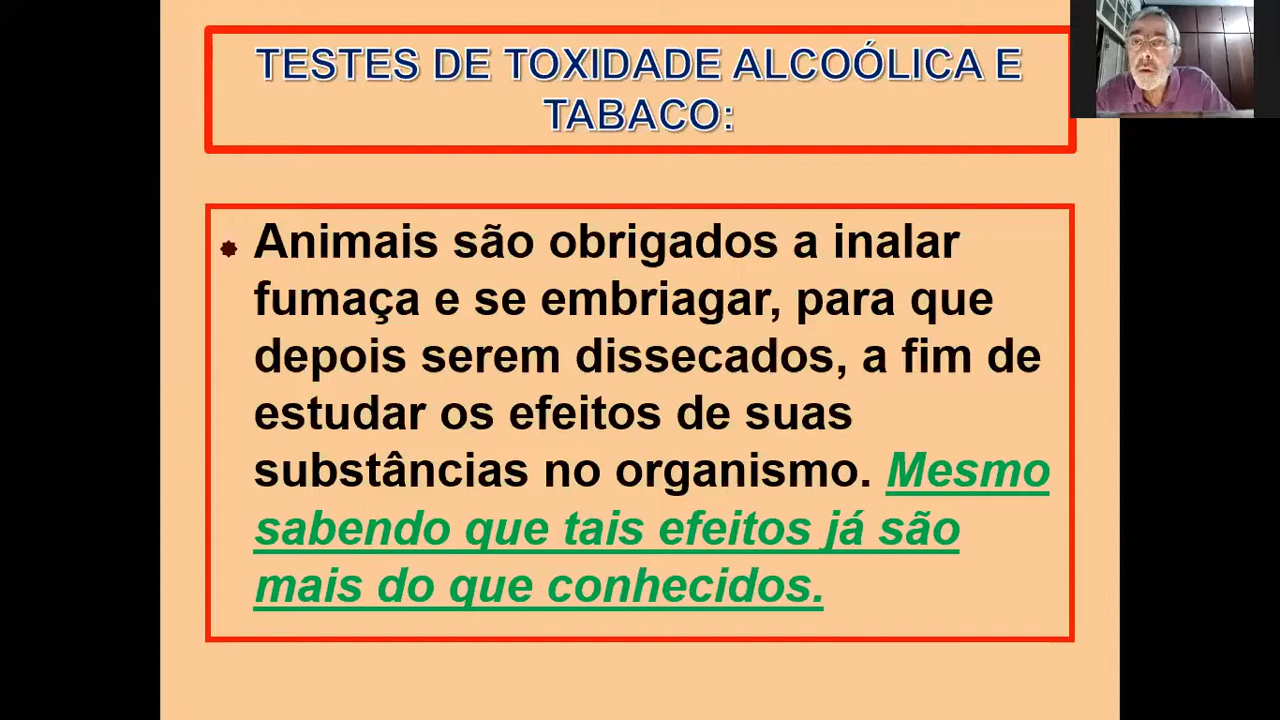 TESTES DE TOXIDADE ALCOÓLICA E
TABACO:
Animais são obrigados a inalar
fumaça e se embriagar, para que
depois serem dissecados, a fim de
estudar os efeitos de suas
substâncias no organismo. Mesmo
sabendo que tais efeitos já são
mais do que conhecidos.